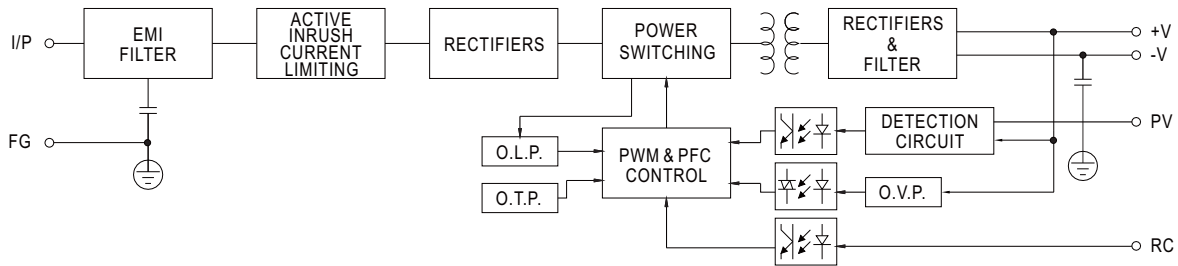 I/P
EMI
FILTER
ACTIVE
INRUSH
CURRENT
LIMITING
RECTIFIERS
POWER
SWITCHING
RECTIFIERS
&
FILTER
+V
-V
FG
O.L.P.
O.T.P.
PWM & PFC
CONTROL
DETECTION
CIRCUIT
PV
O.V.P.
RC